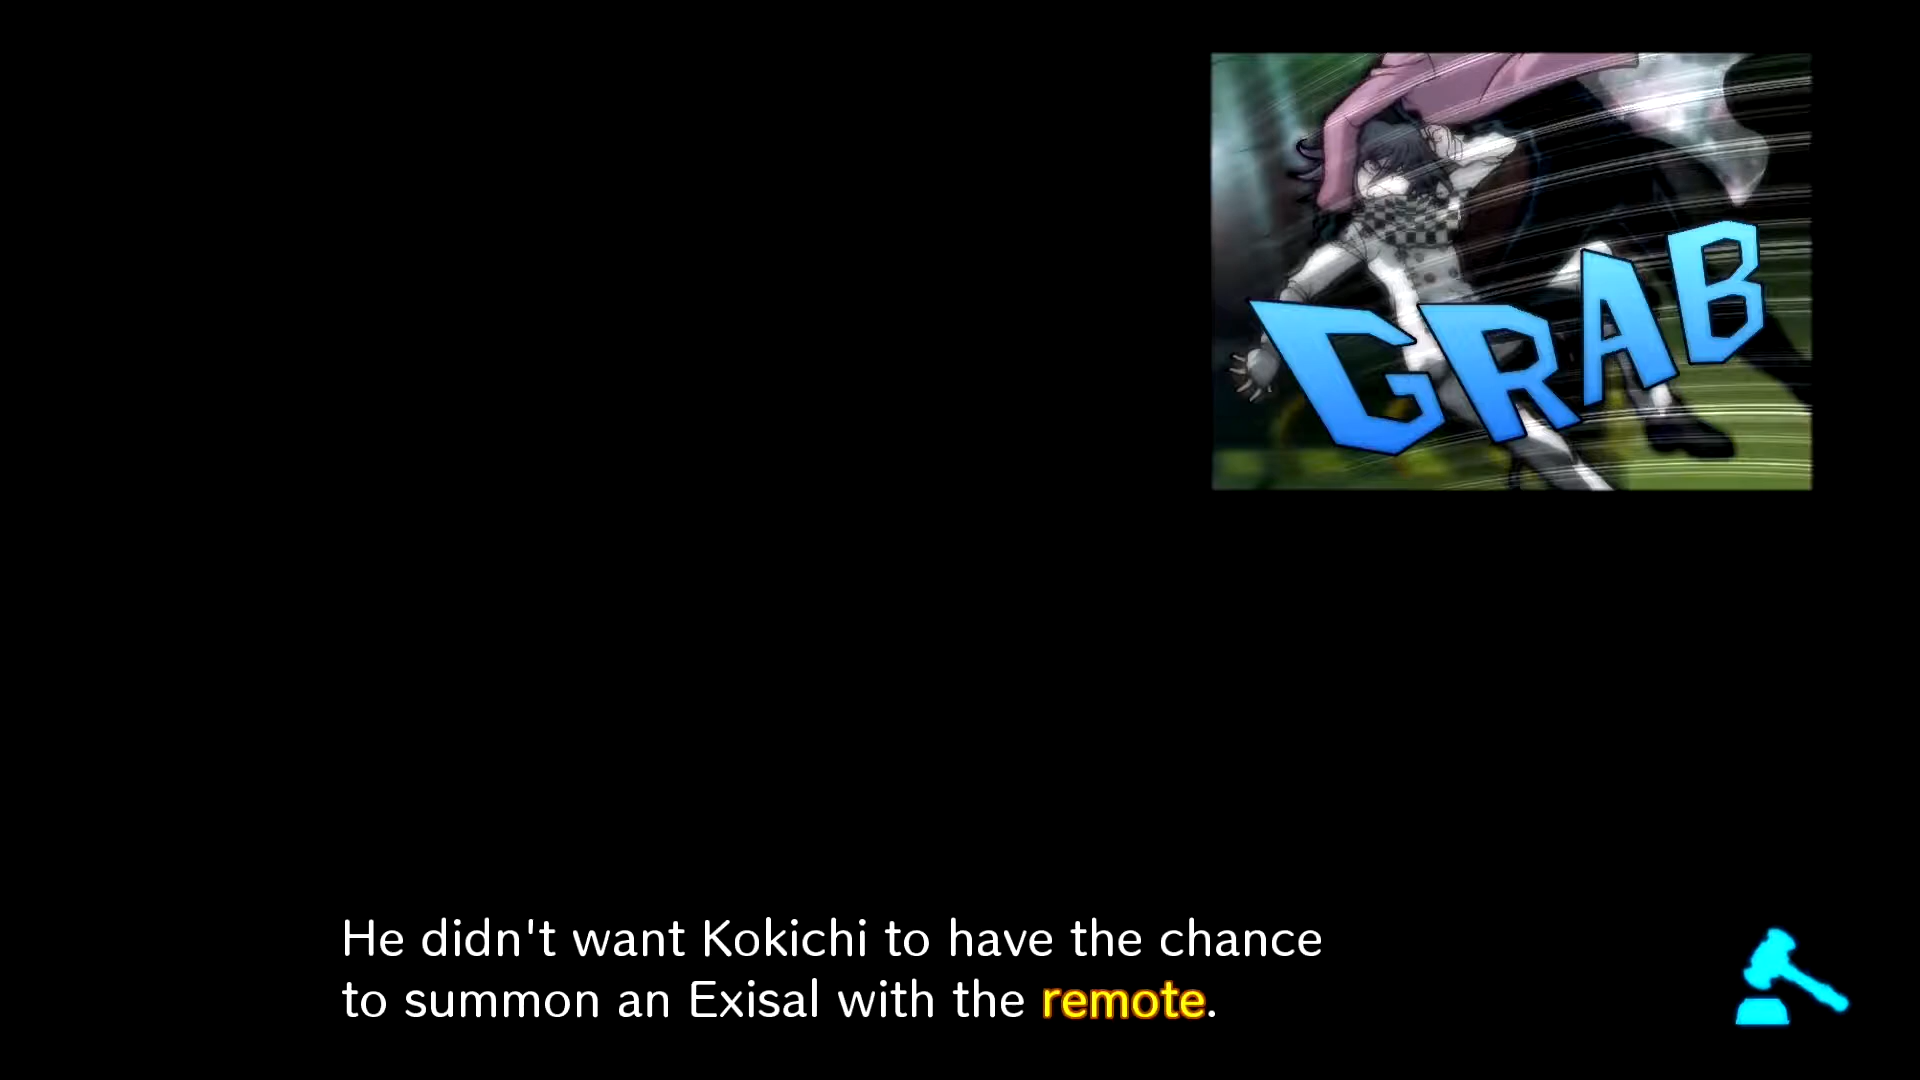 GRAB
He didn't want Kokichi to have the chance
to summon an Exisal with the remote.